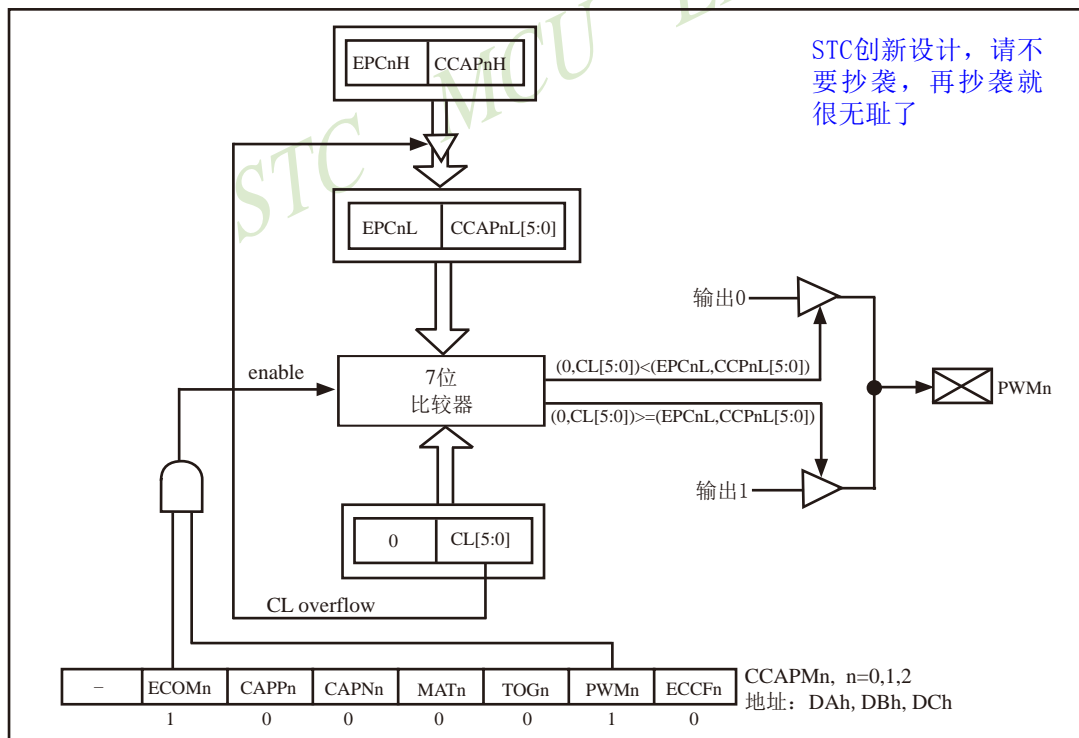 STC MCU
EPCnH CCAPnH
STC创新设计，请不
要抄袭，再抄袭就
很无耻了
EPCnL CCAPnL[5:0]
输出0
enable
7位
比较器
(0,CL[5:0])<(EPCnL,CCPnL[5:0])
(0,CL[5:0])>=(EPCnL,CCPnL[5:0])
PWMn
输出1
0 CL[5:0]
CL overflow
– ECOMn CAPPn CAPNn MATn TOGn PWMn ECCFn
CCAPMn, n=0,1,2
地址：DAh, DBh, DCh
1 0 0 0 0 1 0